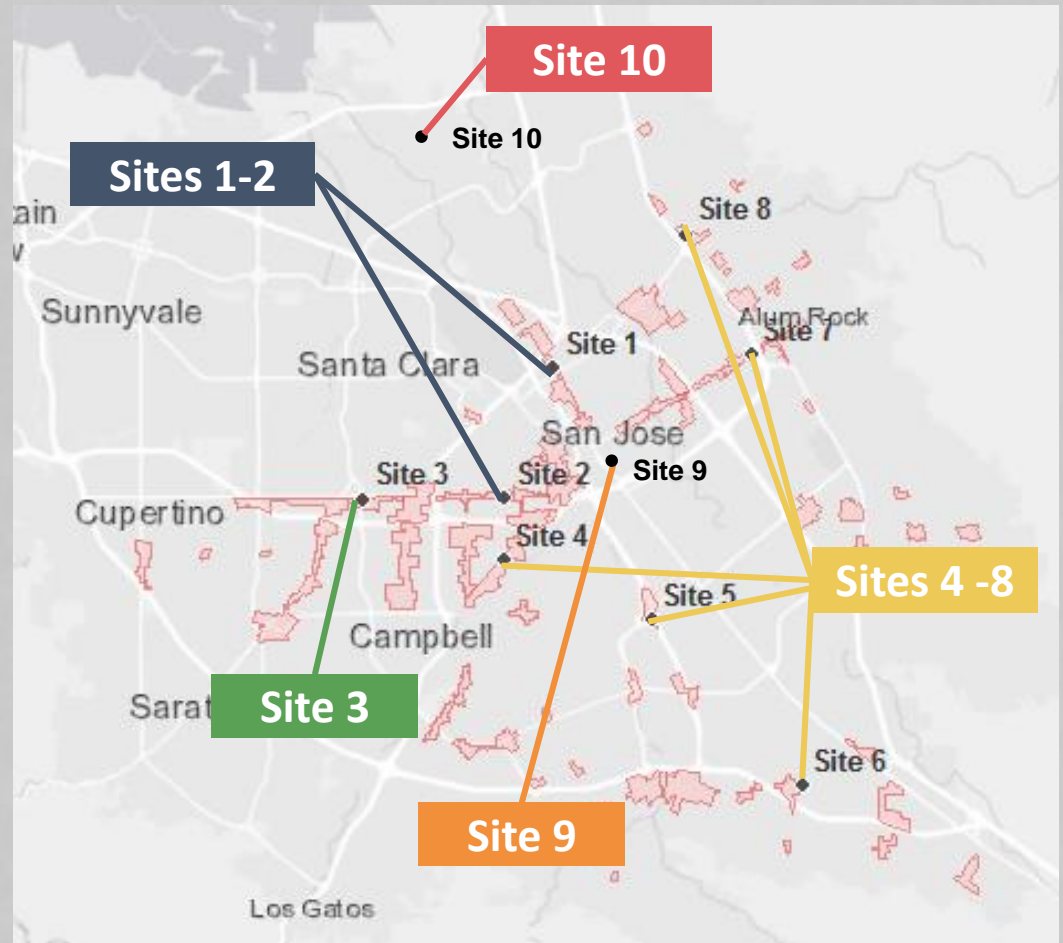 Site 10
Site 10
Sites 1-2
ain
w
Site 8
Sunnyvale
Alum Rock
Site 7
Site 1
Santa Clara
San Jose
Site 9
Site 3
Site 2
Cupertino
Site 4
Sites 4 -8
Site 5
Campbell
Sarat
Site 3
Site 6
Site 9
Los Gatos